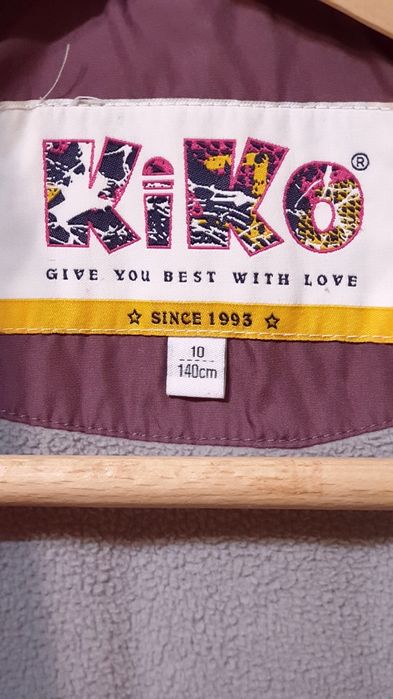 KiKo ®
GIVE YOU BEST WITH LOVE
☆ SINCE 1993 ☆
10
140cm